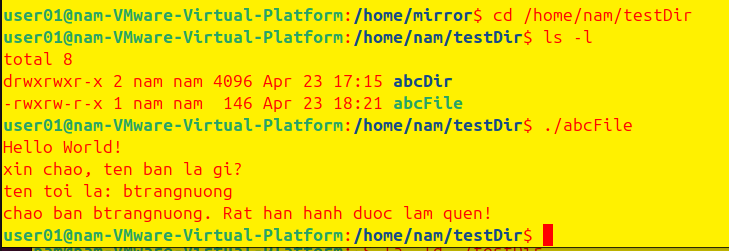 user01@nam-VMware-Virtual-Platform:/home/mirror$ cd /home/nam/testDir
user01@nam-VMware-Virtual-Platform:/home/nam/testDir$ ls -l
total 8
drwxrwxr-x 2 nam nam 4096 Apr 23 17:15 abcDir
-rwxrw-r-x 1 nam nam  146 Apr 23 18:21 abcFile
user01@nam-VMware-Virtual-Platform:/home/nam/testDir$ ./abcFile
Hello World!
xin chao, ten ban la gi?
ten toi la: btrangnuong
chao ban btrangnuong. Rat han hanh duoc lam quen!
user01@nam-VMware-Virtual-Platform:/home/nam/testDir$